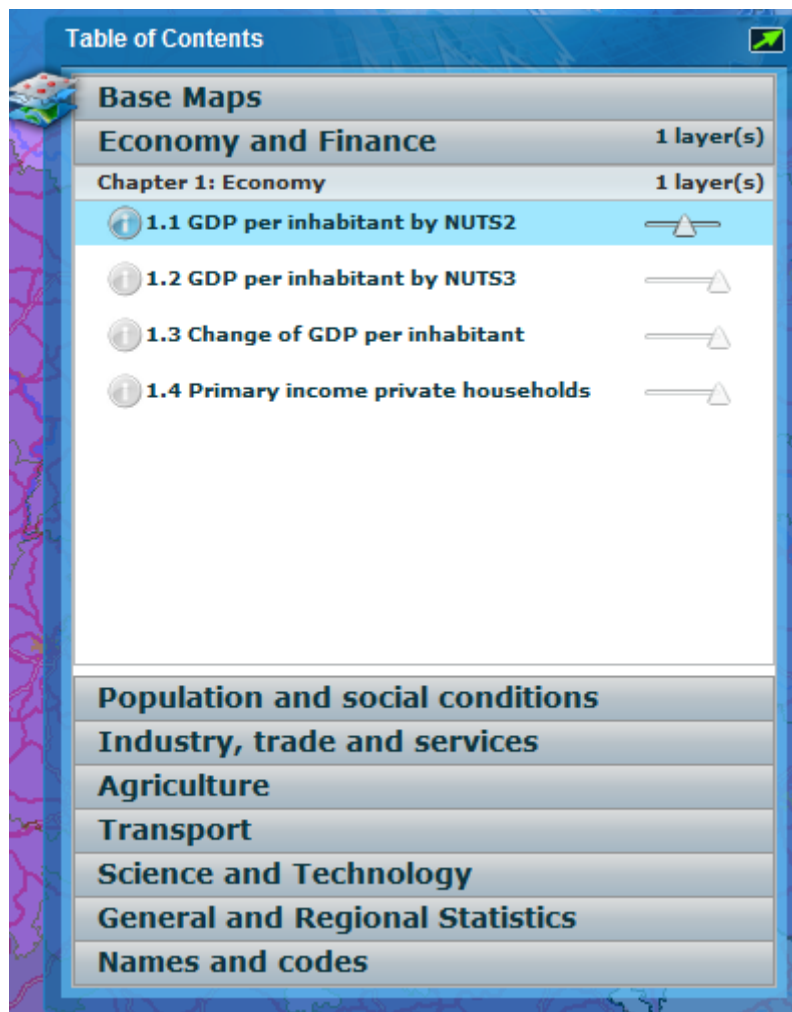 Table of Contents
Base Maps
Economy and Finance 1 layer(s)
Chapter 1: Economy 1 layer(s)
1.1 GDP per inhabitant by NUTS2
1.2 GDP per inhabitant by NUTS3
1.3 Change of GDP per inhabitant
1.4 Primary income private households
Population and social conditions
Industry, trade and services
Agriculture
Transport
Science and Technology
General and Regional Statistics
Names and codes